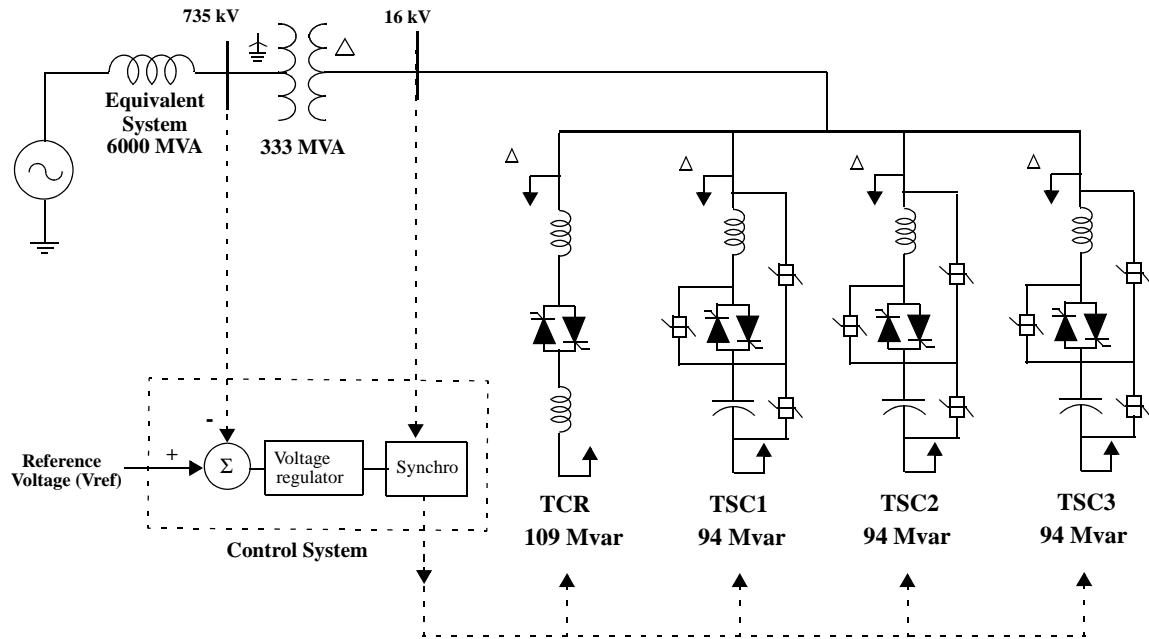 735 kV
16 kV
Equivalent
System
6000 MVA
333 MVA
Δ
Δ
Δ
Δ
Δ
-
+
Σ
Reference
Voltage (Vref)
Voltage
regulator
Synchro
Control System
TCR
109 Mvar
TSC1
94 Mvar
TSC2
94 Mvar
TSC3
94 Mvar